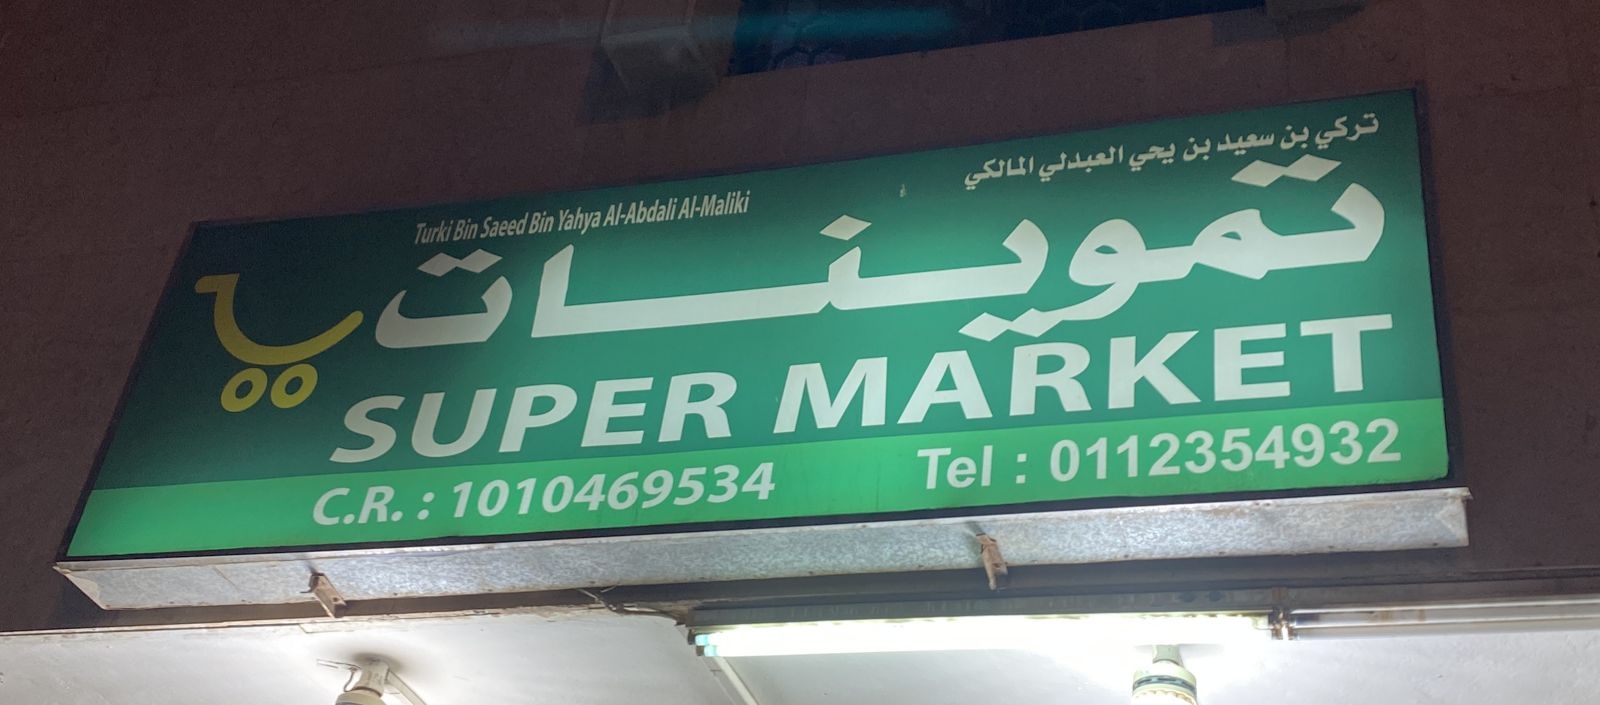 تركي بن سعيد بن يحي العبدلي المالكي
Turki Bin Saeed Bin Yahya Al-Abdali Al-Maliki
تموينات
SUPER MARKET
C.R. : 1010469534
Tel : 0112354932